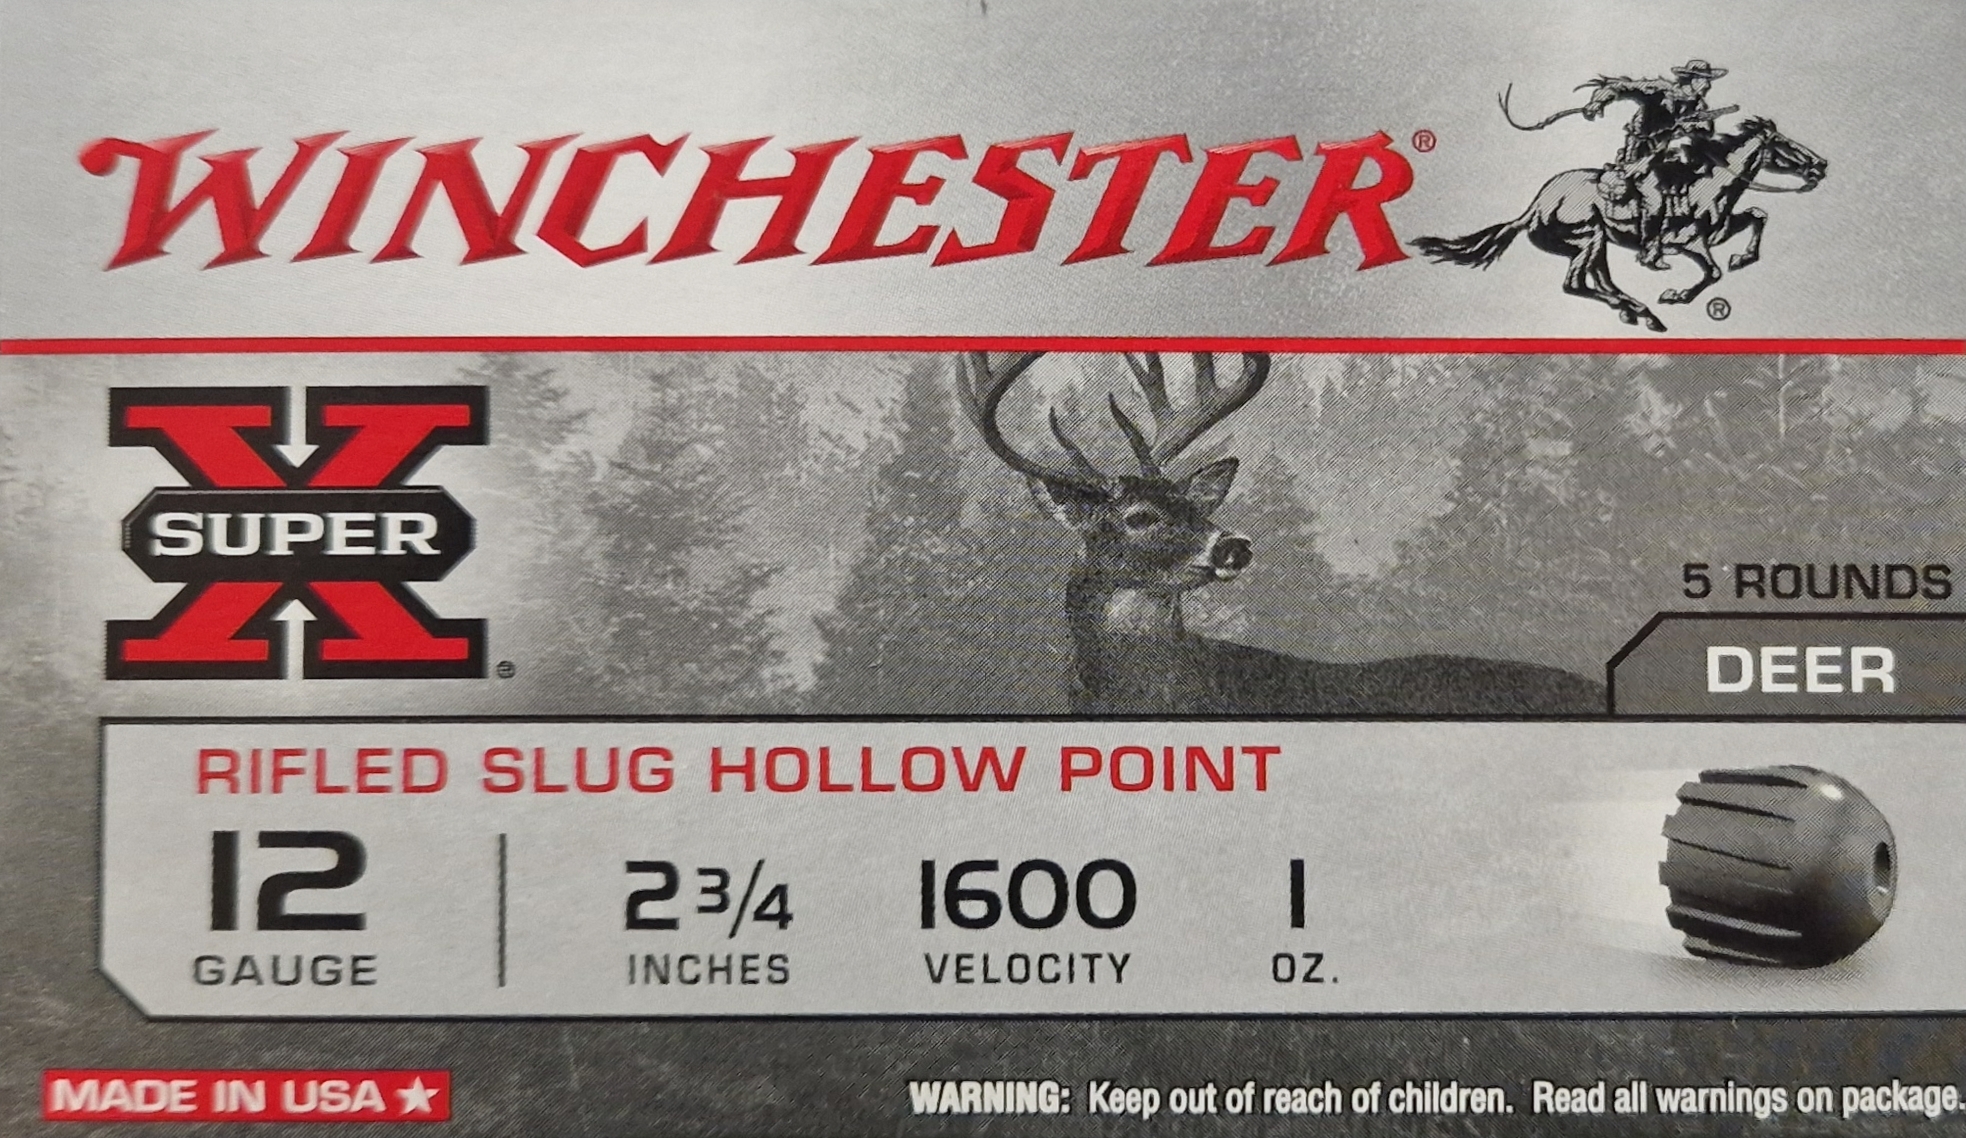 WINCHESTER®
®
SUPER X®
5 ROUNDS
DEER
RIFLED SLUG HOLLOW POINT
12 GAUGE
2 3/4 INCHES
1600 VELOCITY
1 OZ.
MADE IN USA ★
WARNING: Keep out of reach of children. Read all warnings on package.